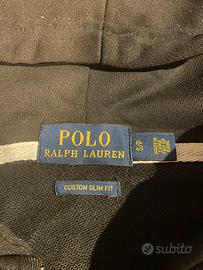 POLO
RALPH LAUREN
S/P
CUSTOM SLIM FIT
subito